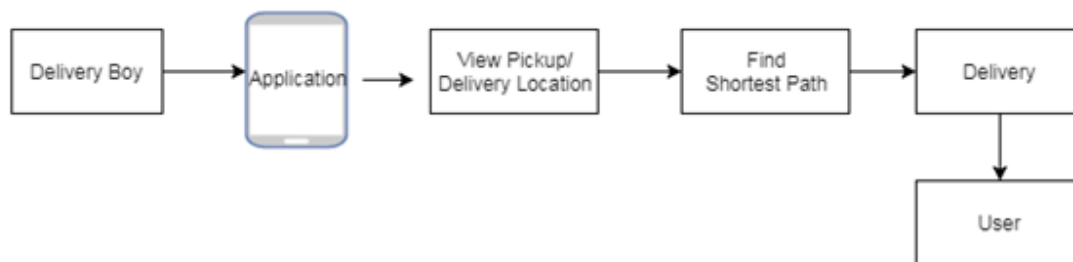 Delivery Boy
Application
View Pickup/
Delivery Location
Find
Shortest Path
Delivery
User